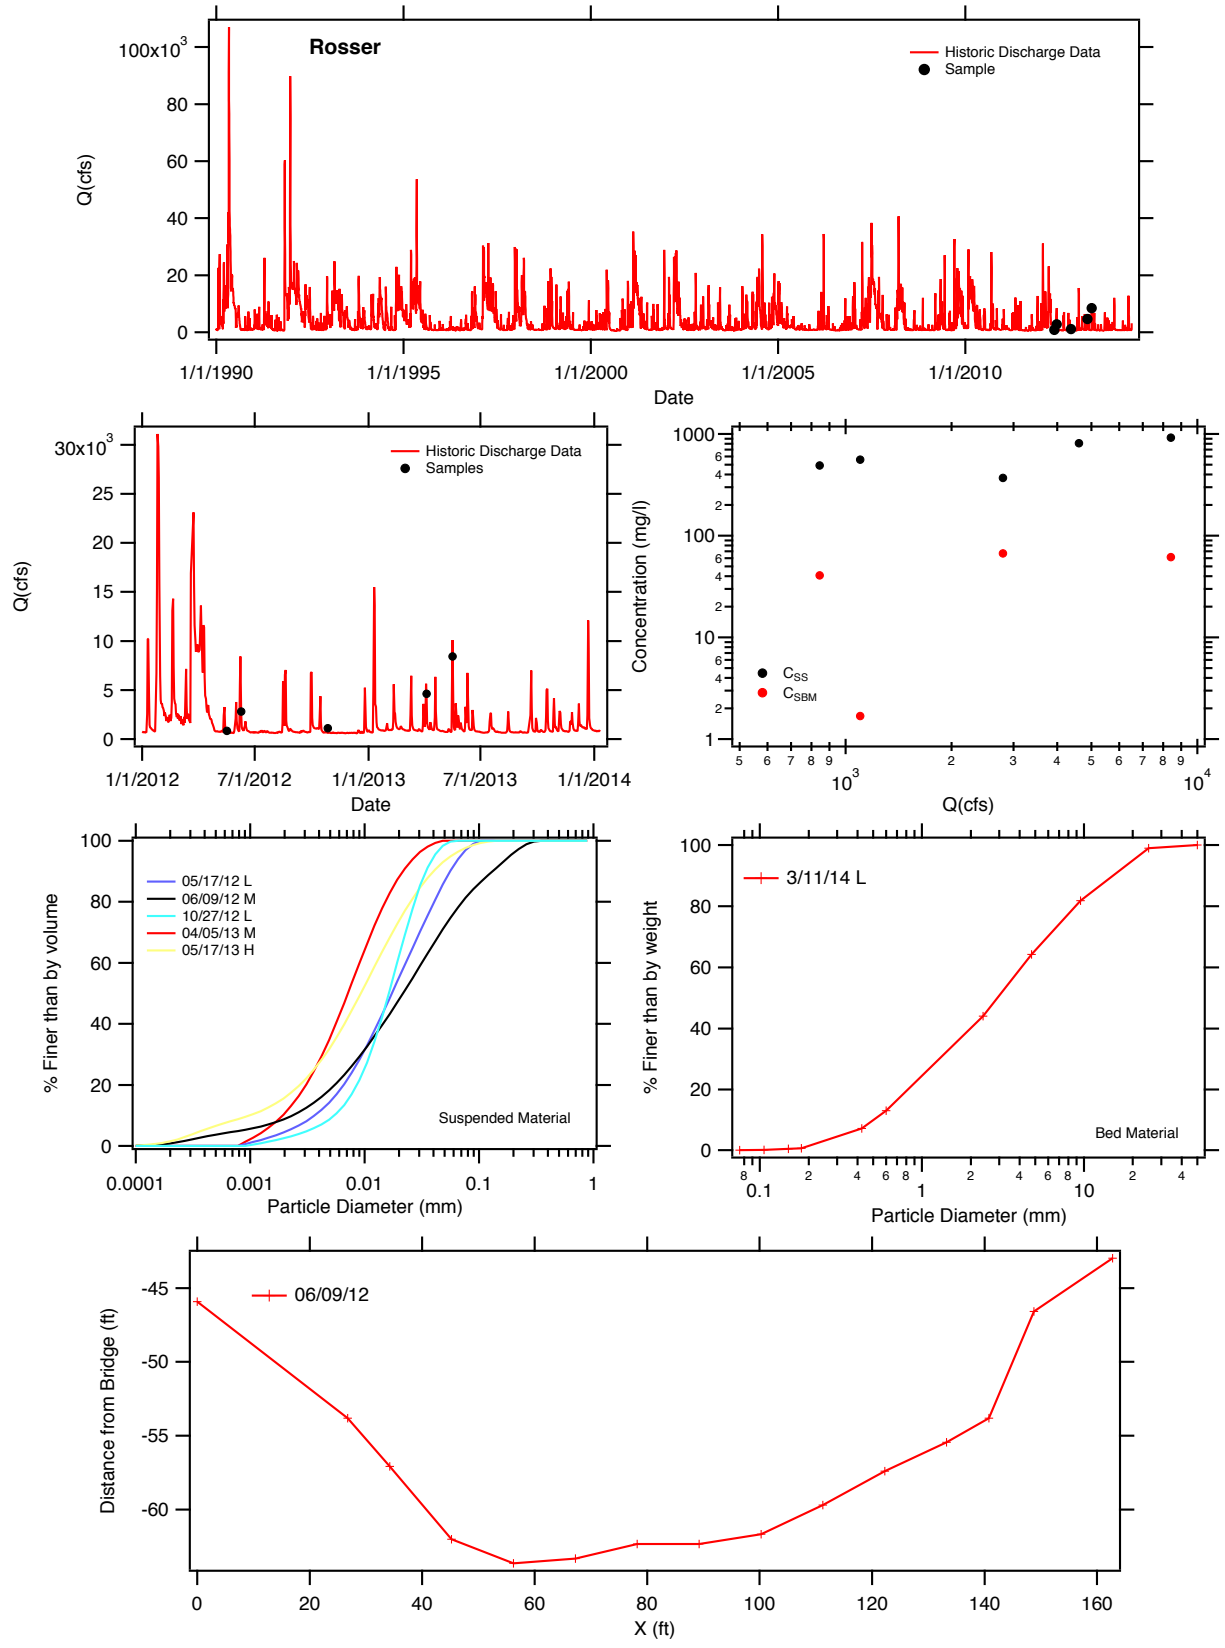 Rosser
Historic Discharge Data
Sample
100x10³
80
60
40
20
0
Q(cfs)
1/1/1990
1/1/1995
1/1/2000
1/1/2005
1/1/2010
Date
Historic Discharge Data
Samples
30x10³
25
20
15
10
5
0
Q(cfs)
1/1/2012
7/1/2012
1/1/2013
7/1/2013
1/1/2014
Date
Concentration (mg/l)
1000
6
4
2
100
6
4
2
10
6
4
2
1
C_SS
C_SBM
5 6 7 8 9 2 3 4 5 6 7 8 9
10³ 10⁴
Q(cfs)
% Finer than by volume
100
80
60
40
20
0
05/17/12 L
06/09/12 M
10/27/12 L
04/05/13 M
05/17/13 H
Suspended Material
0.0001 0.001 0.01 0.1 1
Particle Diameter (mm)
% Finer than by weight
100
80
60
40
20
0
3/11/14 L
Bed Material
8 2 4 6 8 2 4 6 8 2 4
0.1 1 10
Particle Diameter (mm)
Distance from Bridge (ft)
-45
-50
-55
-60
06/09/12
0 20 40 60 80 100 120 140 160
X (ft)